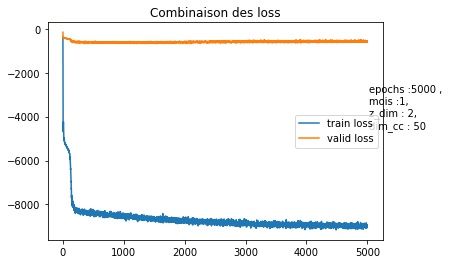 Combinaison des loss
0
−2000
−4000
−6000
−8000
epochs :5000 ,
mois :1,
z_dim : 2,
dim_cc : 50
train loss
valid loss
0
1000
2000
3000
4000
5000